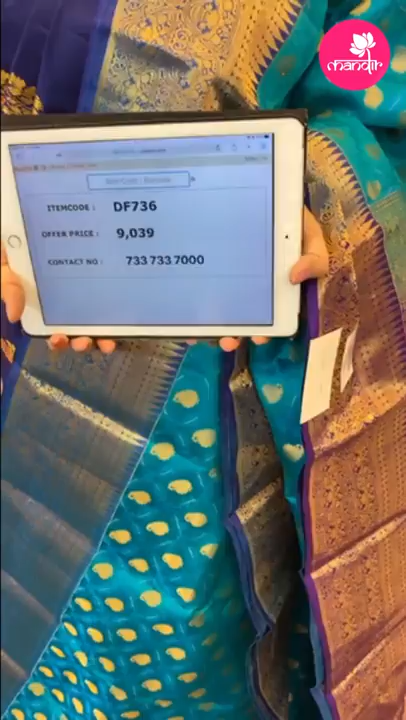 mandir
ITEMCODE : DF736
OFFER PRICE : 9,039
CONTACT NO : 733 733 7000